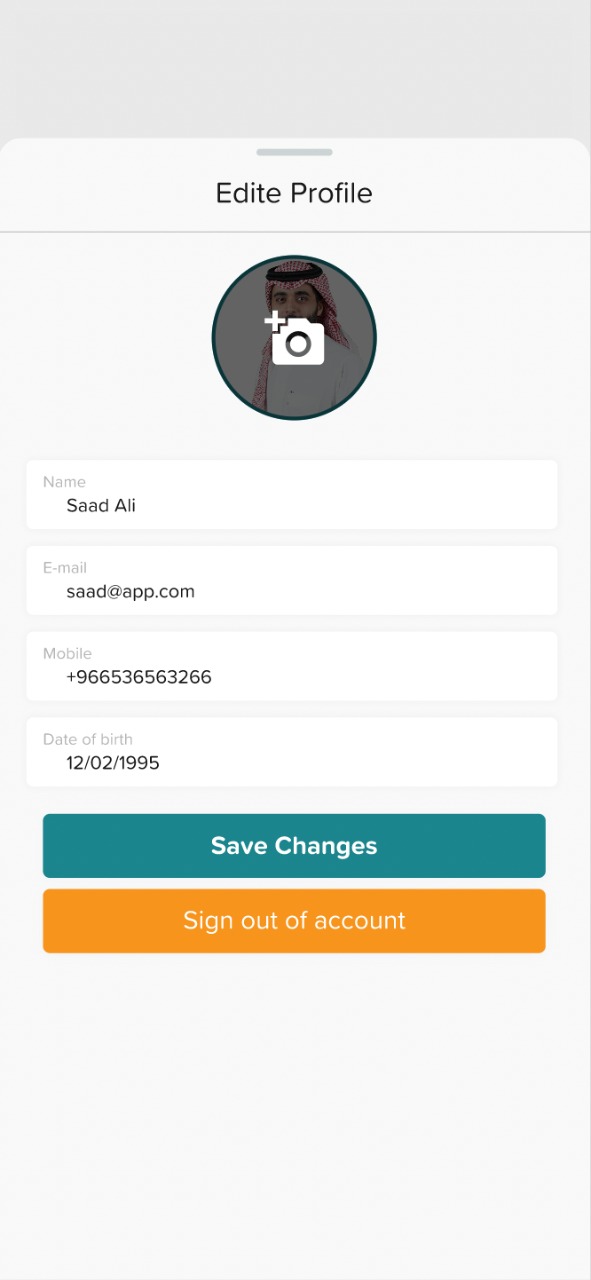 Edite Profile
Name
Saad Ali
E-mail
saad@app.com
Mobile
+966536563266
Date of birth
12/02/1995
Save Changes
Sign out of account